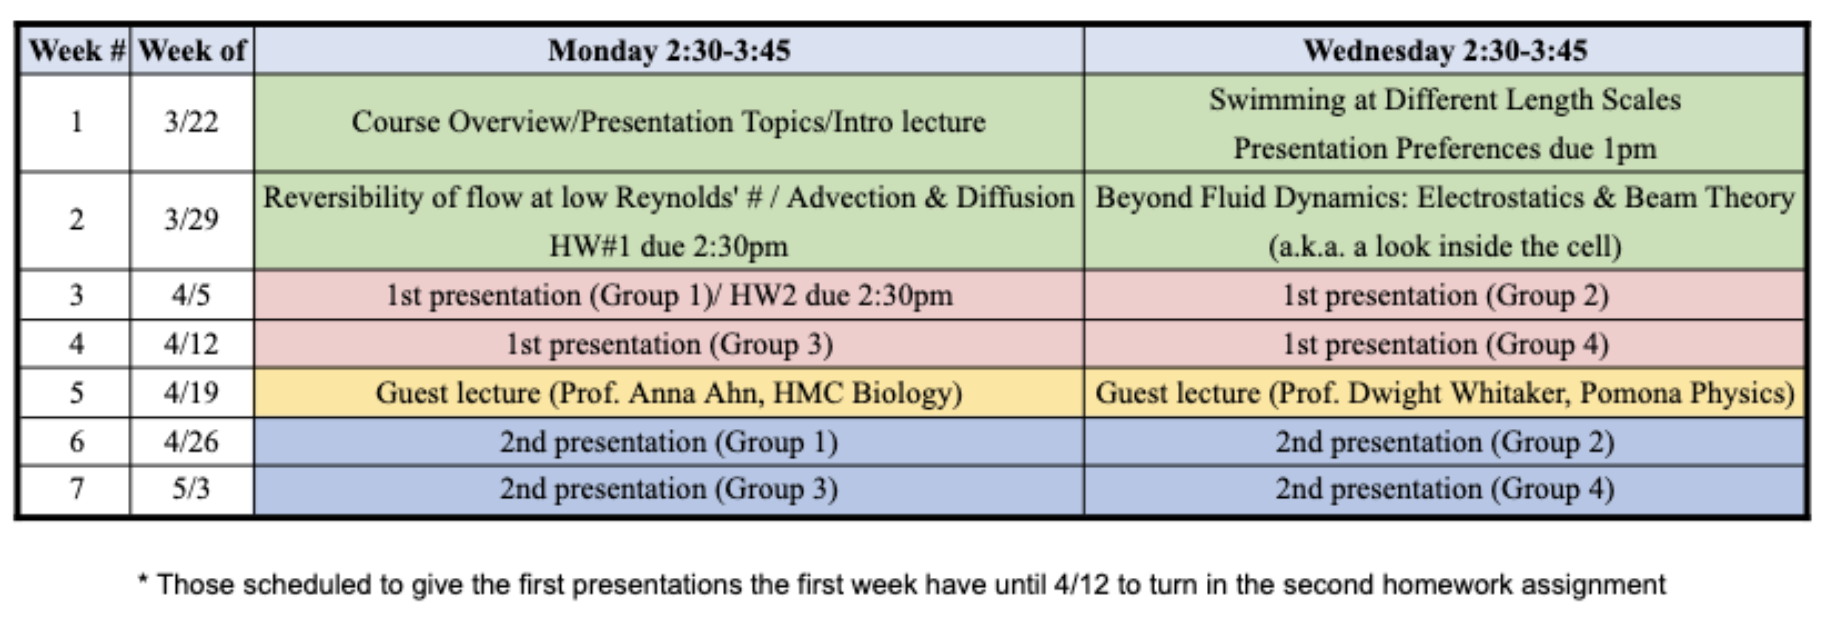 Week # Week of Monday 2:30-3:45 Wednesday 2:30-3:45
1 3/22 Course Overview/Presentation Topics/Intro lecture Swimming at Different Length Scales
Presentation Preferences due 1pm
2 3/29 Reversibility of flow at low Reynolds' # / Advection & Diffusion Beyond Fluid Dynamics: Electrostatics & Beam Theory
HW#1 due 2:30pm (a.k.a. a look inside the cell)
3 4/5 1st presentation (Group 1)/ HW2 due 2:30pm 1st presentation (Group 2)
4 4/12 1st presentation (Group 3) 1st presentation (Group 4)
5 4/19 Guest lecture (Prof. Anna Ahn, HMC Biology) Guest lecture (Prof. Dwight Whitaker, Pomona Physics)
6 4/26 2nd presentation (Group 1) 2nd presentation (Group 2)
7 5/3 2nd presentation (Group 3) 2nd presentation (Group 4)
* Those scheduled to give the first presentations the first week have until 4/12 to turn in the second homework assignment